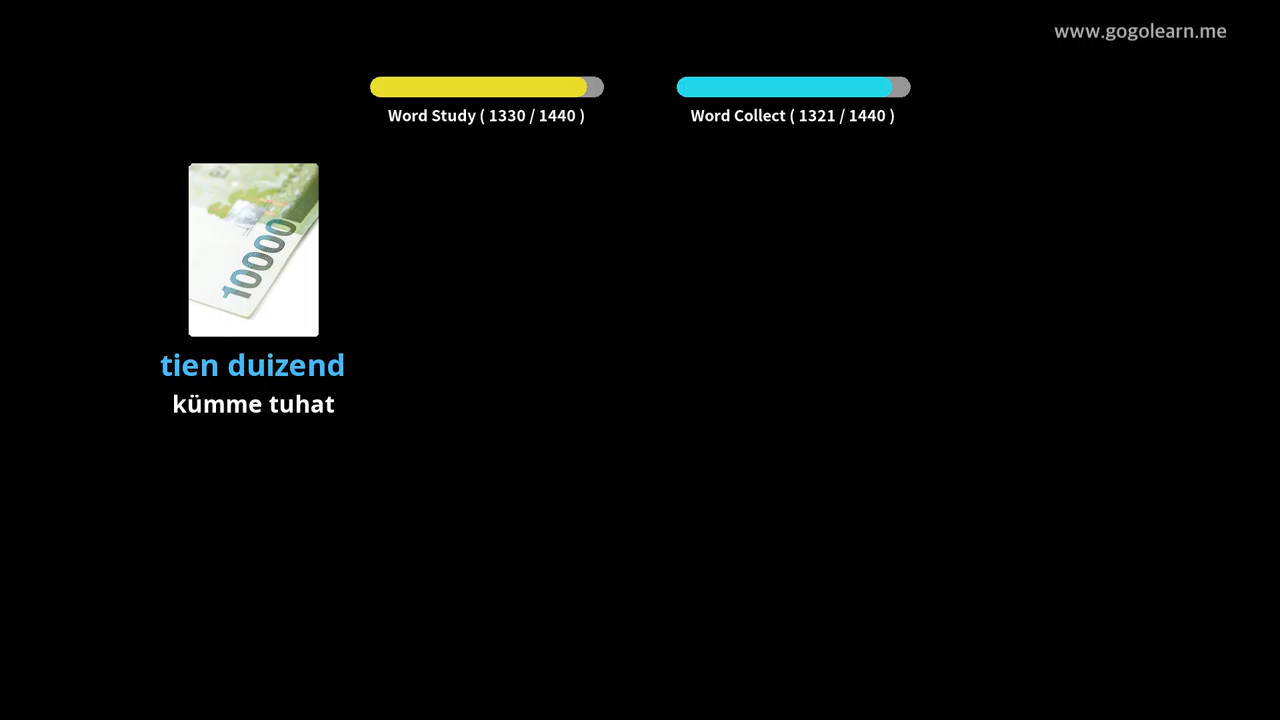 www.gogolearn.me
Word Study ( 1330 / 1440 )
Word Collect ( 1321 / 1440 )
10000
tien duizend
kümme tuhat